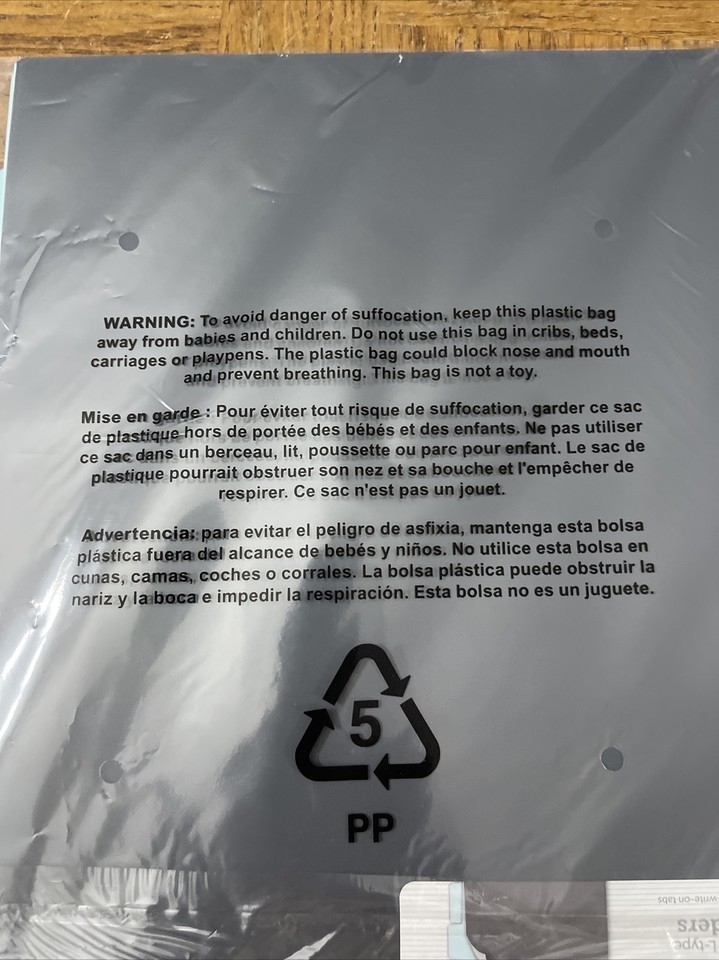 WARNING: To avoid danger of suffocation, keep this plastic bag
away from babies and children. Do not use this bag in cribs, beds,
carriages or playpens. The plastic bag could block nose and mouth
and prevent breathing. This bag is not a toy.
Mise en garde : Pour éviter tout risque de suffocation, garder ce sac
de plastique hors de portée des bébés et des enfants. Ne pas utiliser
ce sac dans un berceau, lit, poussette ou parc pour enfant. Le sac de
plastique pourrait obstruer son nez et sa bouche et l'empêcher de
respirer. Ce sac n'est pas un jouet.
Advertencia: para evitar el peligro de asfixia, mantenga esta bolsa
plástica fuera del alcance de bebés y niños. No utilice esta bolsa en
cunas, camas, coches o corrales. La bolsa plástica puede obstruir la
nariz y la boca e impedir la respiración. Esta bolsa no es un juguete.
5
PP
write-on tabs
L-type